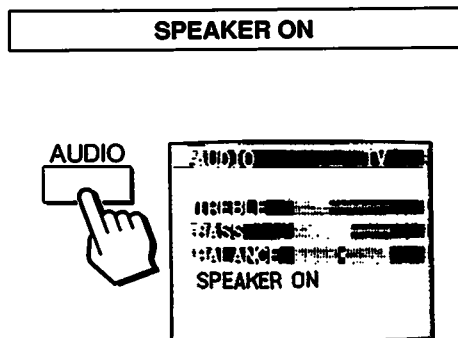 SPEAKER ON
AUDIO
AUDIO TV
TREBLE
BASS
BALANCE
SPEAKER ON